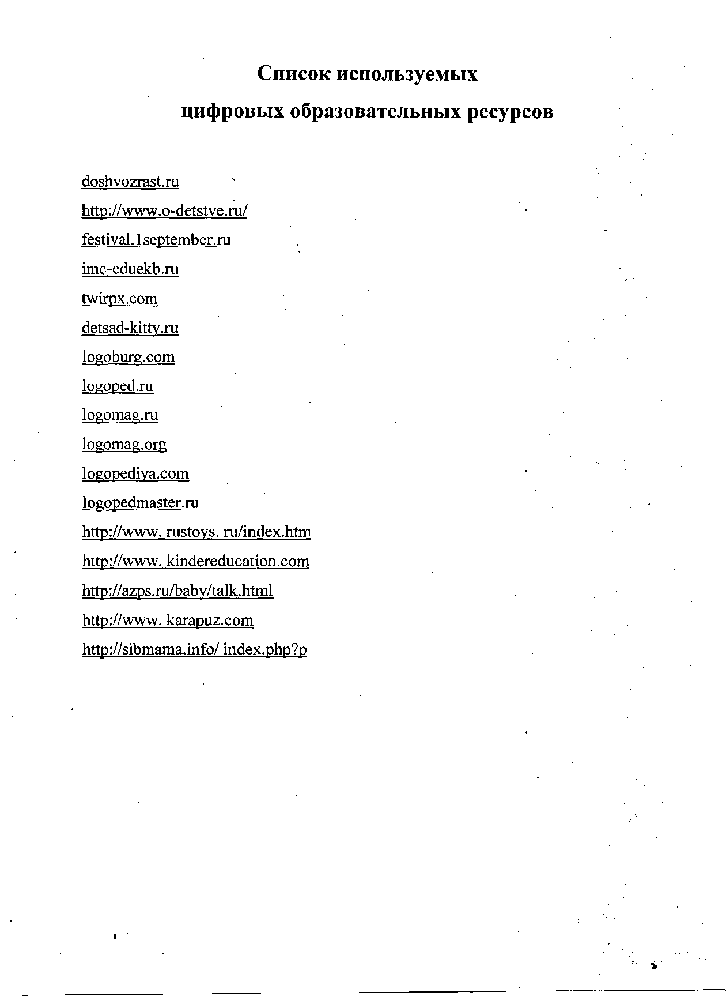 Список используемых
цифровых образовательных ресурсов
doshvozrast.ru
http://www.o-detstve.ru/
festival.1september.ru
imc-eduekb.ru
twirpx.com
detsad-kitty.ru
logoburg.com
logoped.ru
logomag.ru
logomag.org
logopediya.com
logopedmaster.ru
http://www. rustoys. ru/index.htm
http://www. kindereducation.com
http://azps.ru/baby/talk.html
http://www. karapuz.com
http://sibmama.info/ index.php?p